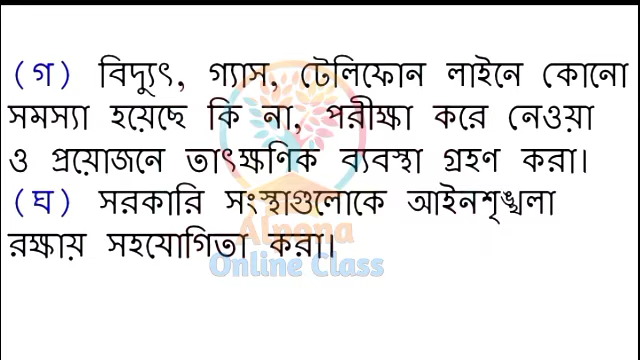 (গ) বিদ্যুৎ, গ্যাস, টেলিফোন লাইনে কোনো
সমস্যা হয়েছে কি না, পরীক্ষা করে নেওয়া
ও প্রয়োজনে তাৎক্ষণিক ব্যবস্থা গ্রহণ করা।
(ঘ) সরকারি সংস্থাগুলোকে আইনশৃঙ্খলা
রক্ষায় সহযোগিতা করা।
Alpona
Online Class